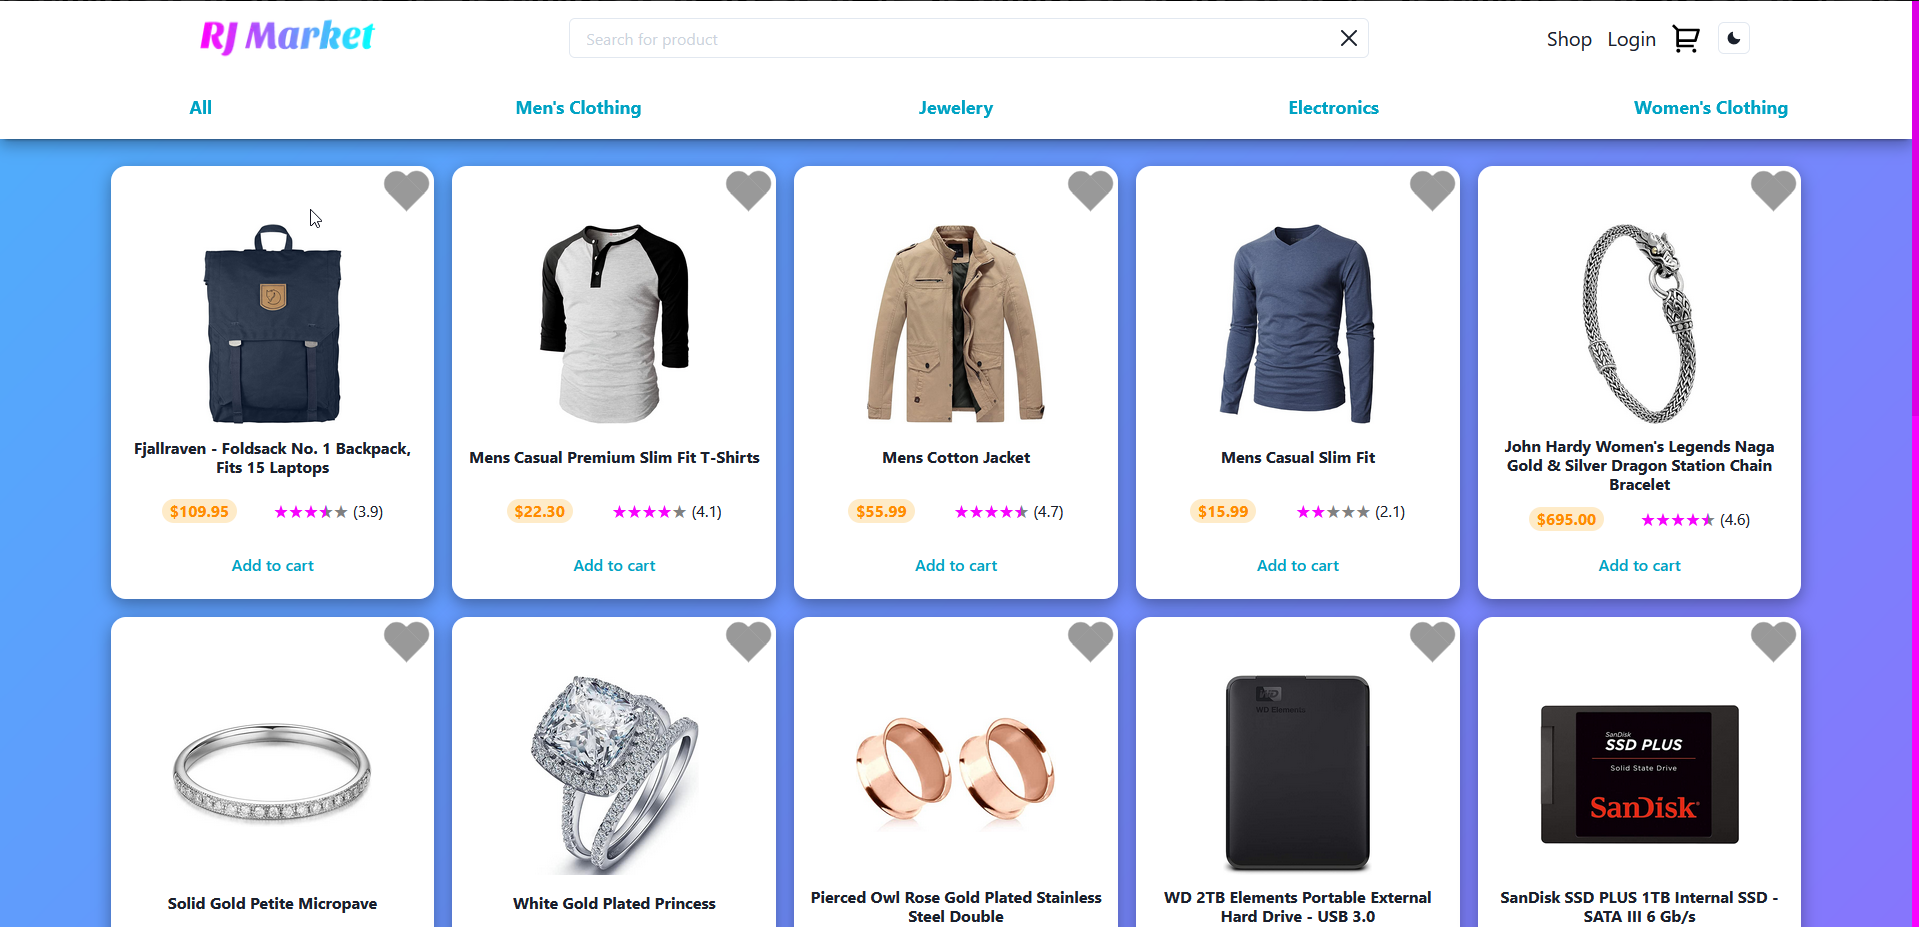 RJ Market
Search for product
Shop Login
All Men's Clothing Jewelery Electronics Women's Clothing
Fjallraven - Foldsack No. 1 Backpack,
Fits 15 Laptops
$109.95 (3.9)
Add to cart
Mens Casual Premium Slim Fit T-Shirts
$22.30 (4.1)
Add to cart
Mens Cotton Jacket
$55.99 (4.7)
Add to cart
Mens Casual Slim Fit
$15.99 (2.1)
Add to cart
John Hardy Women's Legends Naga
Gold & Silver Dragon Station Chain
Bracelet
$695.00 (4.6)
Add to cart
Solid Gold Petite Micropave
White Gold Plated Princess
Pierced Owl Rose Gold Plated Stainless
Steel Double
WD
WD Elements
WD 2TB Elements Portable External
Hard Drive - USB 3.0
SanDisk
SSD PLUS
Solid State Drive
SanDisk
SanDisk SSD PLUS 1TB Internal SSD -
SATA III 6 Gb/s